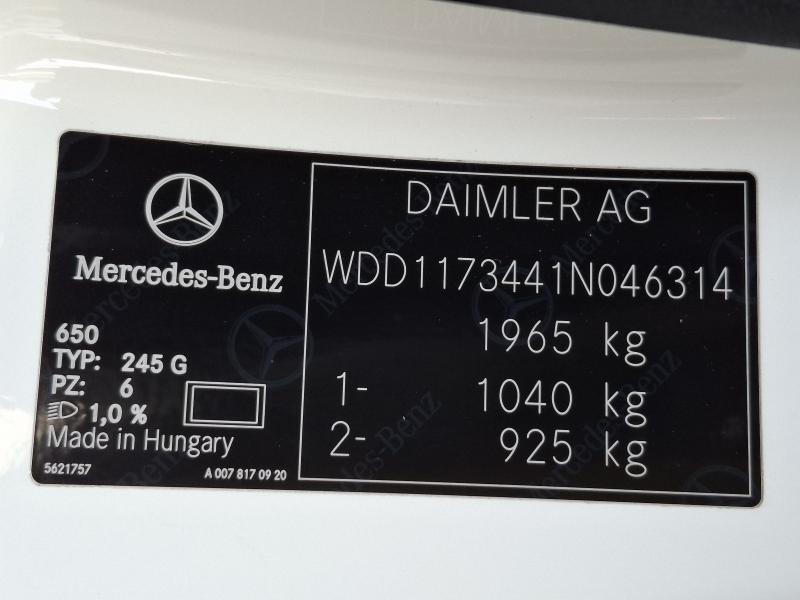 Mercedes-Benz
650
TYP: 245 G
PZ: 6
1,0 %
Made in Hungary
5621757
A 007 817 09 20
DAIMLER AG
WDD1173441N046314
1965 kg
1- 1040 kg
2- 925 kg